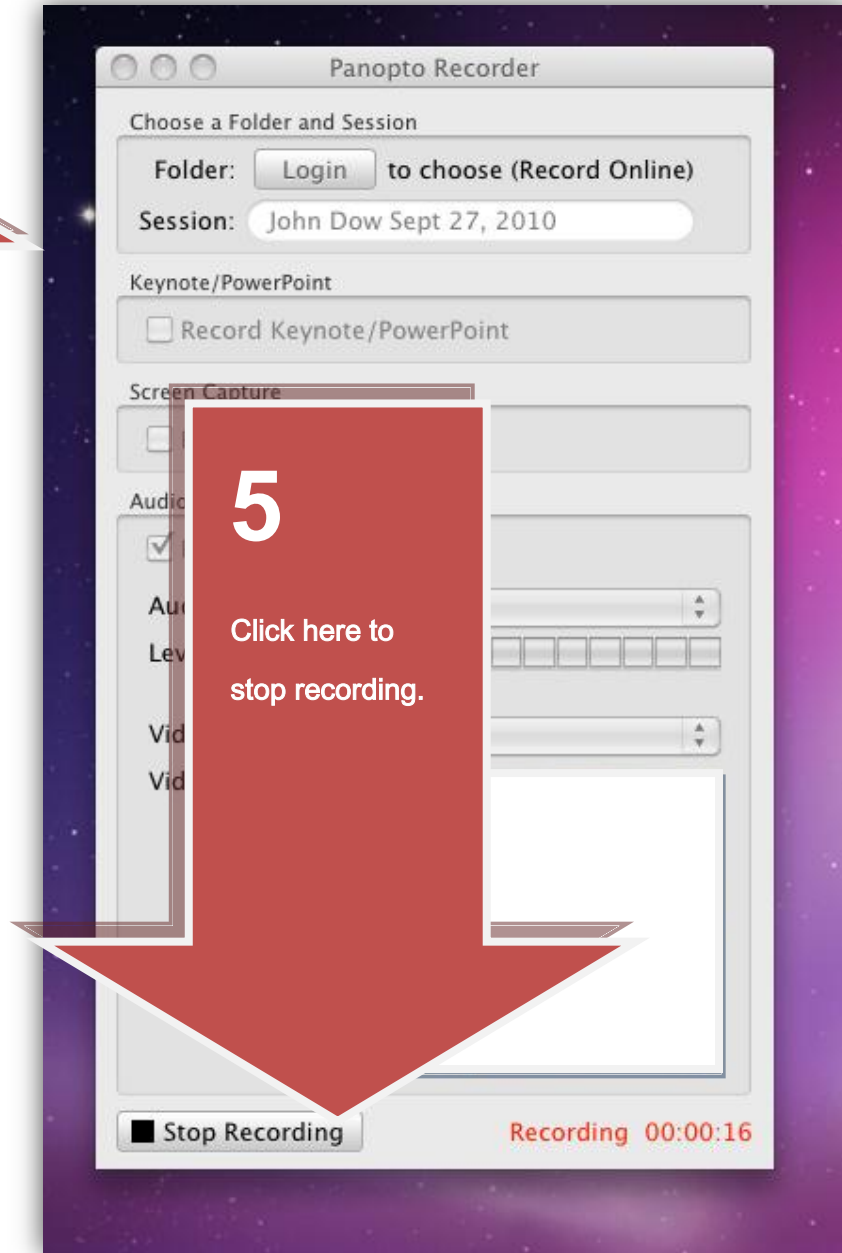 Panopto Recorder
Choose a Folder and Session
Folder: Login to choose (Record Online)
Session: John Dow Sept 27, 2010
Keynote/PowerPoint
Record Keynote/PowerPoint
Screen Capture
5
Click here to
stop recording.
Stop Recording Recording 00:00:16